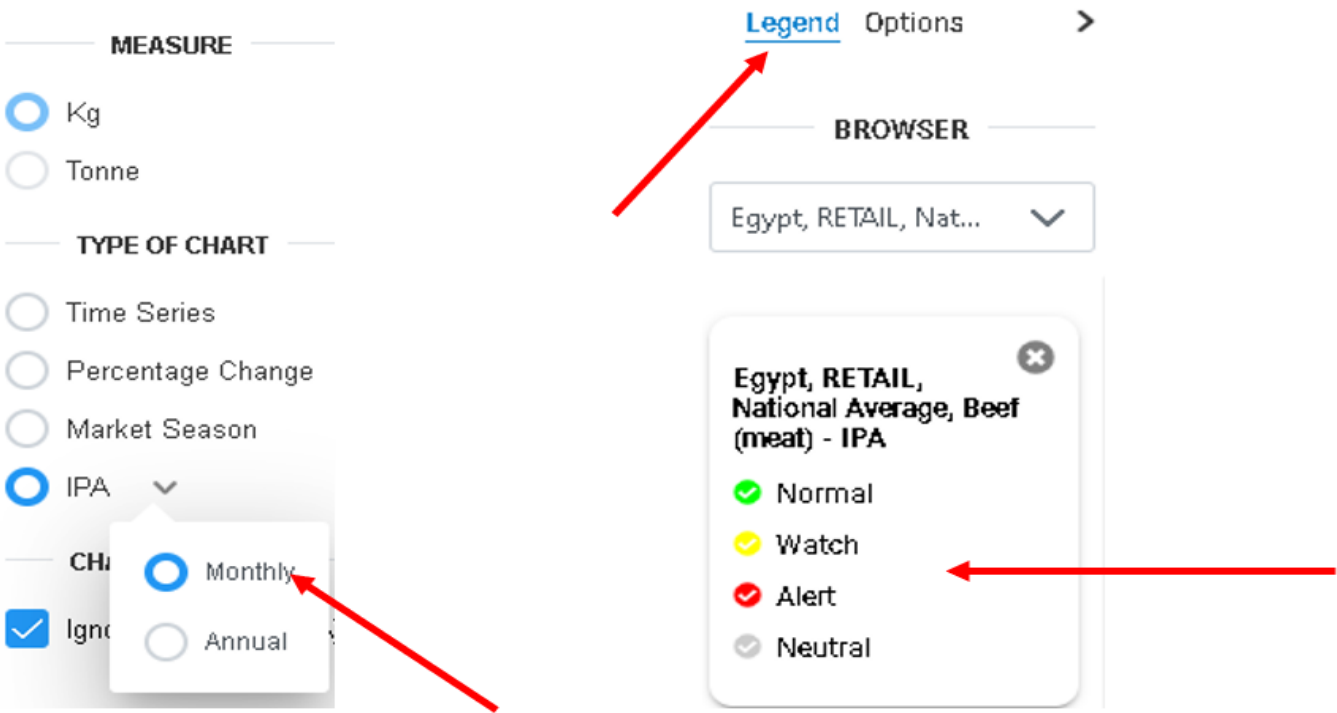 MEASURE
Kg
Tonne
TYPE OF CHART
Time Series
Percentage Change
Market Season
IPA
Monthly
Annual
Legend Options
BROWSER
Egypt, RETAIL, Nat...
Egypt, RETAIL,
National Average, Beef
(meat) - IPA
Normal
Watch
Alert
Neutral